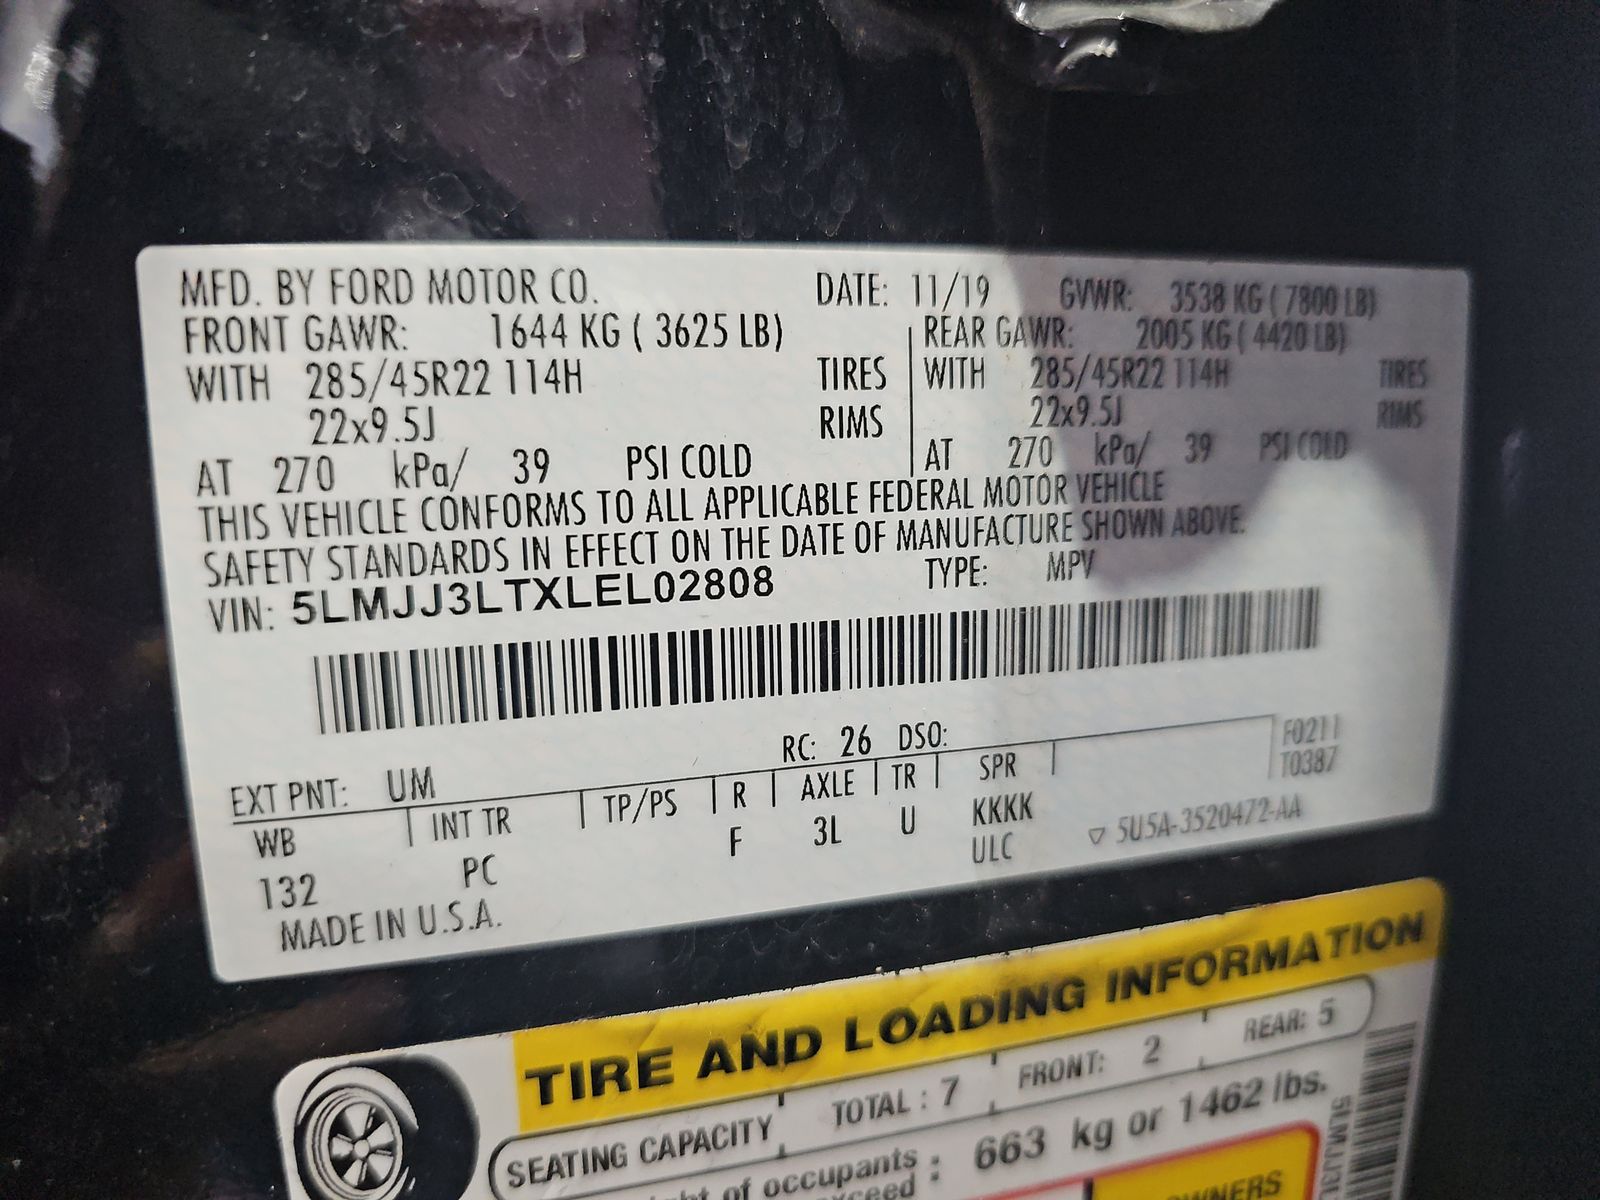 MFD. BY FORD MOTOR CO. DATE: 11/19 GVWR: 3538 KG ( 7800 LB)
FRONT GAWR: 1644 KG ( 3625 LB) REAR GAWR: 2005 KG ( 4420 LB)
WITH 285/45R22 114H TIRES WITH 285/45R22 114H TIRES
22x9.5J RIMS 22x9.5J RIMS
AT 270 kPa/ 39 PSI COLD AT 270 kPa/ 39 PSI COLD
THIS VEHICLE CONFORMS TO ALL APPLICABLE FEDERAL MOTOR VEHICLE
SAFETY STANDARDS IN EFFECT ON THE DATE OF MANUFACTURE SHOWN ABOVE.
VIN: 5LMJJ3LTXLEL02808 TYPE: MPV
RC: 26 DSO: F0211
EXT PNT: UM T0387
WB INT TR TP/PS R AXLE TR SPR
132 PC F 3L U KKKK
ULC ▽ 5U5A-3520472-AA
MADE IN U.S.A.
TIRE AND LOADING INFORMATION
SEATING CAPACITY TOTAL : 7 FRONT: 2 REAR: 5
of occupants : 663 kg or 1462 lbs.
5LMJJ3L